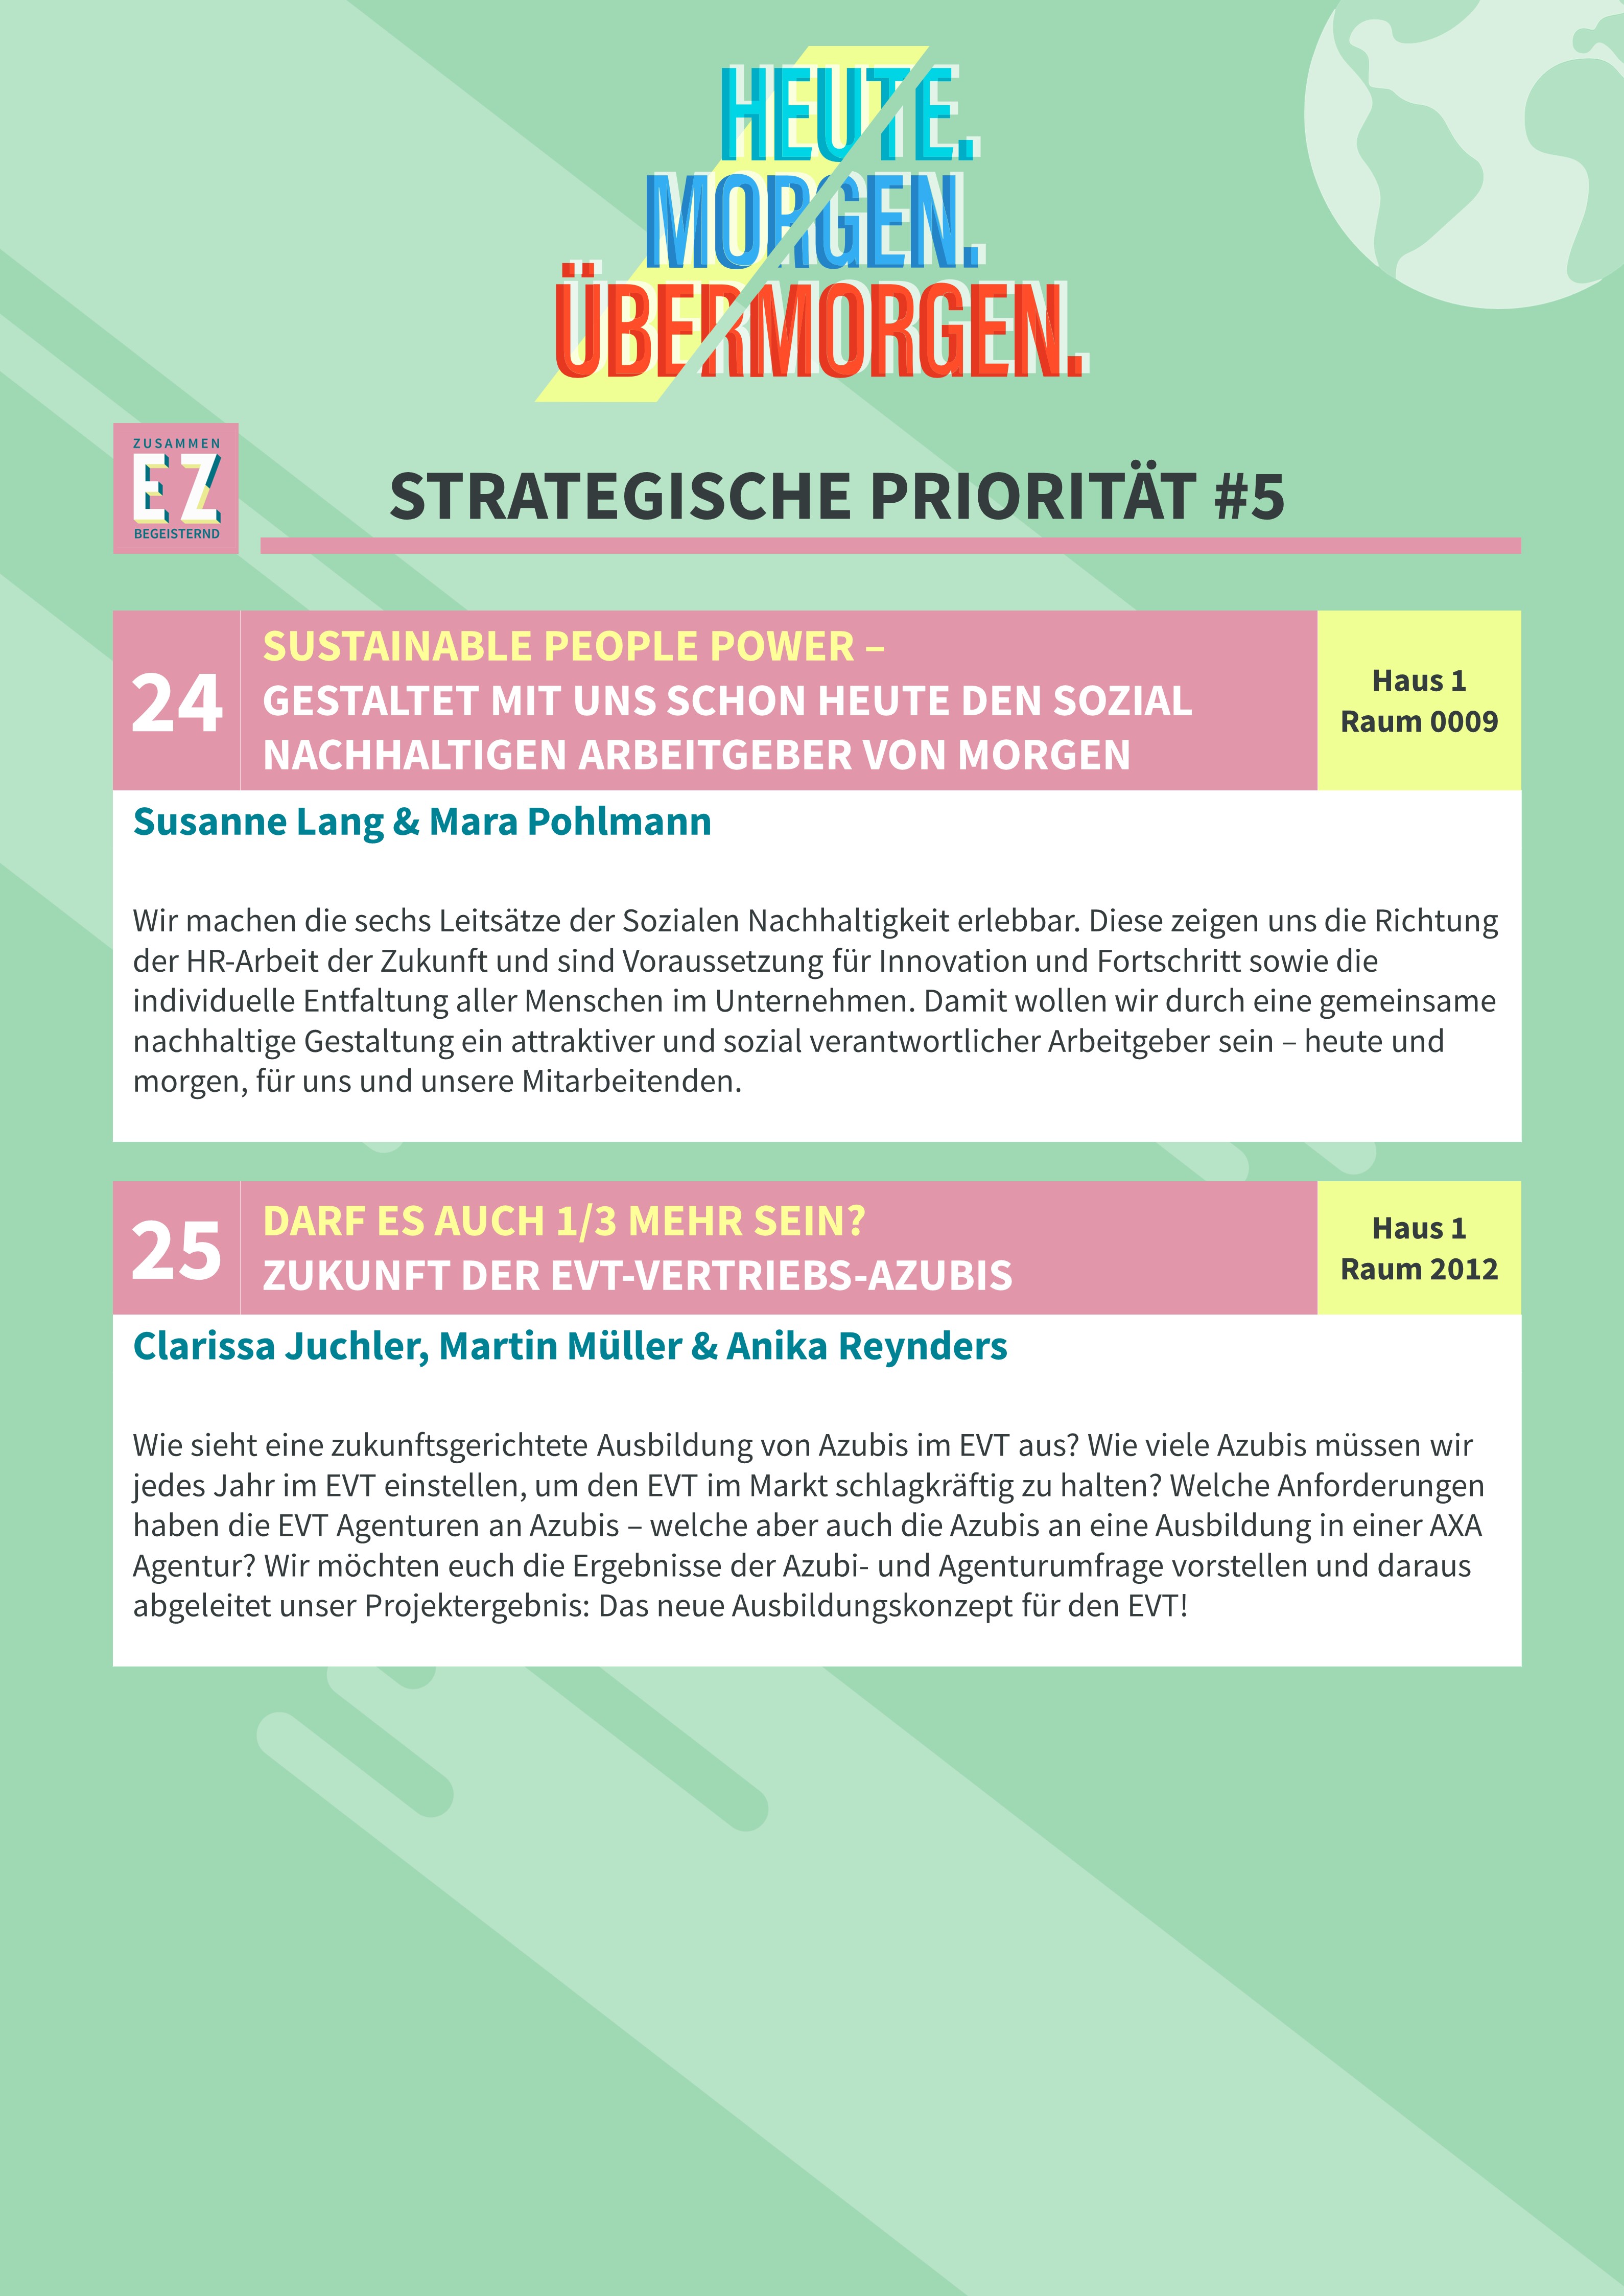 HEUTE.
MORGEN.
ÜBERMORGEN.
ZUSAMMEN
EZ
BEGEISTERND
STRATEGISCHE PRIORITÄT #5
24
SUSTAINABLE PEOPLE POWER –
GESTALTET MIT UNS SCHON HEUTE DEN SOZIAL
NACHHALTIGEN ARBEITGEBER VON MORGEN
Haus 1
Raum 0009
Susanne Lang & Mara Pohlmann
Wir machen die sechs Leitsätze der Sozialen Nachhaltigkeit erlebbar. Diese zeigen uns die Richtung
der HR-Arbeit der Zukunft und sind Voraussetzung für Innovation und Fortschritt sowie die
individuelle Entfaltung aller Menschen im Unternehmen. Damit wollen wir durch eine gemeinsame
nachhaltige Gestaltung ein attraktiver und sozial verantwortlicher Arbeitgeber sein – heute und
morgen, für uns und unsere Mitarbeitenden.
25
DARF ES AUCH 1/3 MEHR SEIN?
ZUKUNFT DER EVT-VERTRIEBS-AZUBIS
Haus 1
Raum 2012
Clarissa Juchler, Martin Müller & Anika Reynders
Wie sieht eine zukunftsgerichtete Ausbildung von Azubis im EVT aus? Wie viele Azubis müssen wir
jedes Jahr im EVT einstellen, um den EVT im Markt schlagkräftig zu halten? Welche Anforderungen
haben die EVT Agenturen an Azubis – welche aber auch die Azubis an eine Ausbildung in einer AXA
Agentur? Wir möchten euch die Ergebnisse der Azubi- und Agenturumfrage vorstellen und daraus
abgeleitet unser Projektergebnis: Das neue Ausbildungskonzept für den EVT!